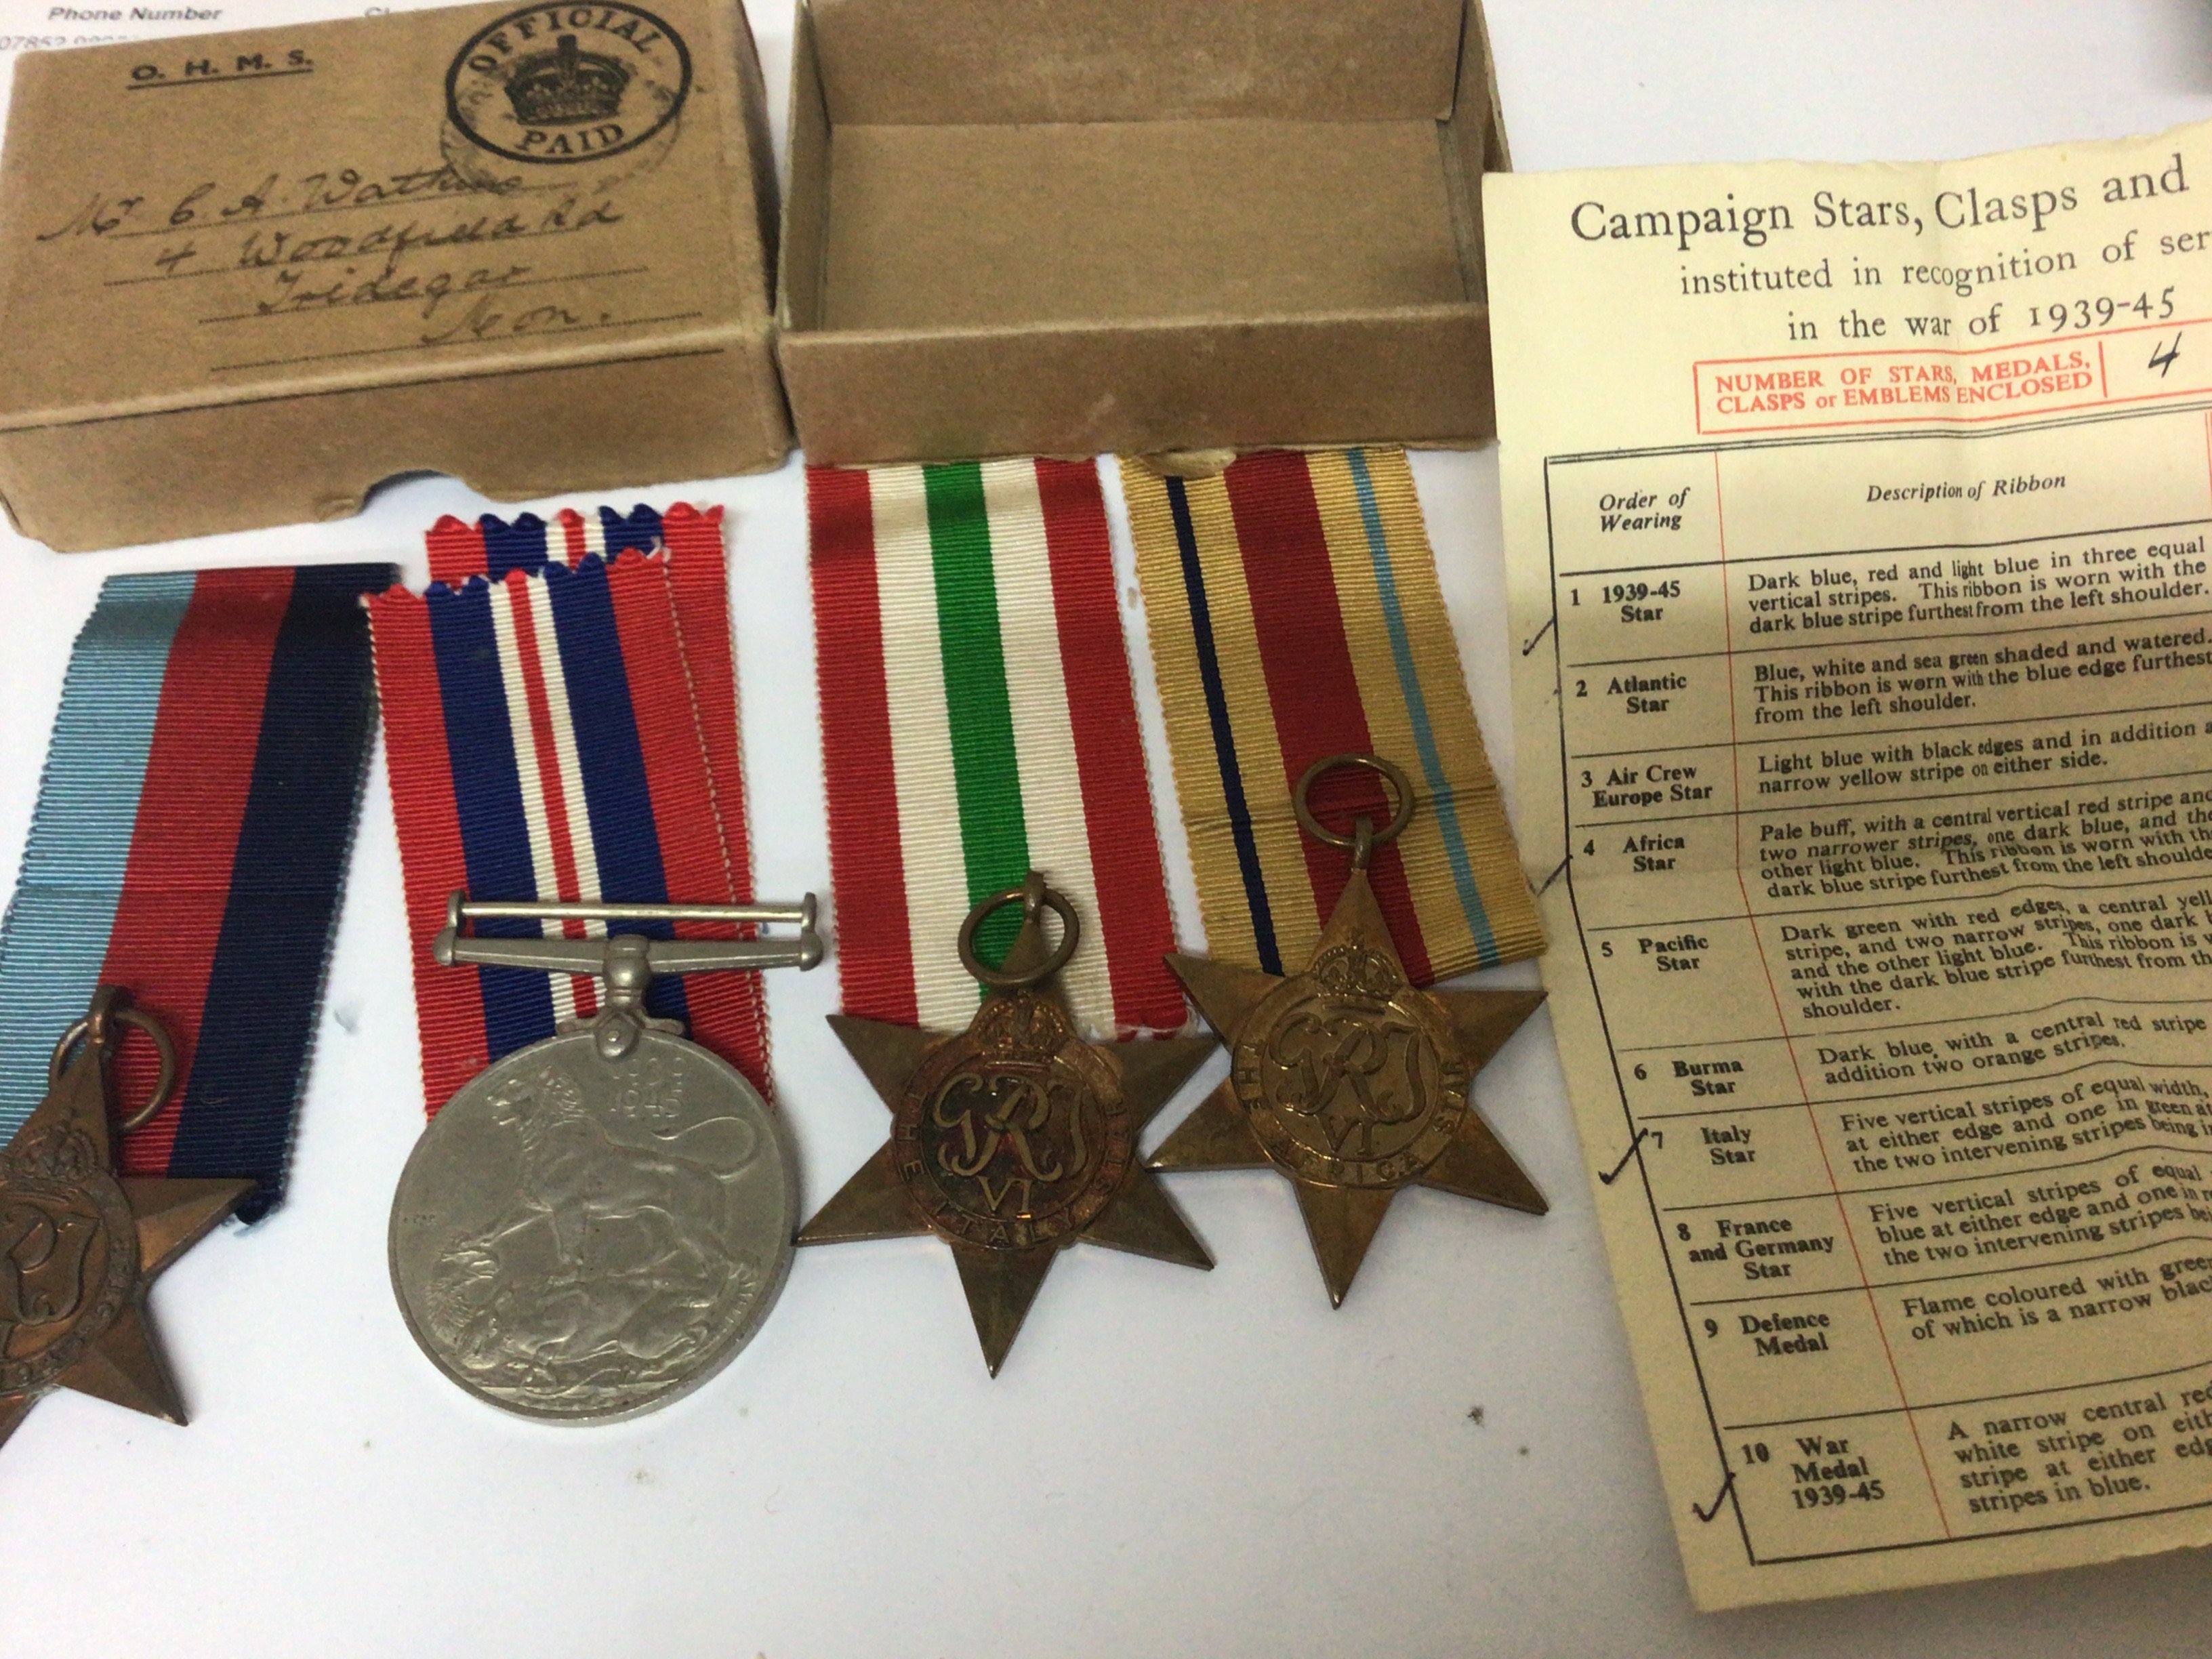 Phone Number
O. H. M. S.
OFFICIAL
PAID
Mr C. A. Watkins
4 Woodfield Rd
Tridegar
Mon.
Campaign Stars, Clasps and
instituted in recognition of ser
in the war of 1939-45
NUMBER OF STARS, MEDALS,
CLASPS or EMBLEMS ENCLOSED
4
Order of
Wearing
Description of Ribbon
1 1939-45
Star
Dark blue, red and light blue in three equal
vertical stripes. This ribbon is worn with the
dark blue stripe furthest from the left shoulder.
2 Atlantic
Star
Blue, white and sea green shaded and watered.
This ribbon is worn with the blue edge furthest
from the left shoulder.
3 Air Crew
Europe Star
Light blue with black edges and in addition a
narrow yellow stripe on either side.
4 Africa
Star
Pale buff, with a central vertical red stripe and
two narrower stripes, one dark blue, and the
other light blue. This ribbon is worn with th
dark blue stripe furthest from the left shoulde
5 Pacific
Star
Dark green with red edges, a central yell
stripe, and two narrow stripes, one dark b
and the other light blue. This ribbon is w
with the dark blue stripe furthest from th
shoulder.
6 Burma
Star
Dark blue, with a central red stripe
addition two orange stripes.
7 Italy
Star
Five vertical stripes of equal width,
at either edge and one in green at
the two intervening stripes being i
8 France
and Germany
Star
Five vertical stripes of equal
blue at either edge and one in r
the two intervening stripes bei
9 Defence
Medal
Flame coloured with gree
of which is a narrow blac
10 War
Medal
1939-45
A narrow central red
white stripe on eith
stripe at either edg
stripes in blue.
1945
GRI
VI
THE ITALY STAR
GRI
VI
THE AFRICA STAR